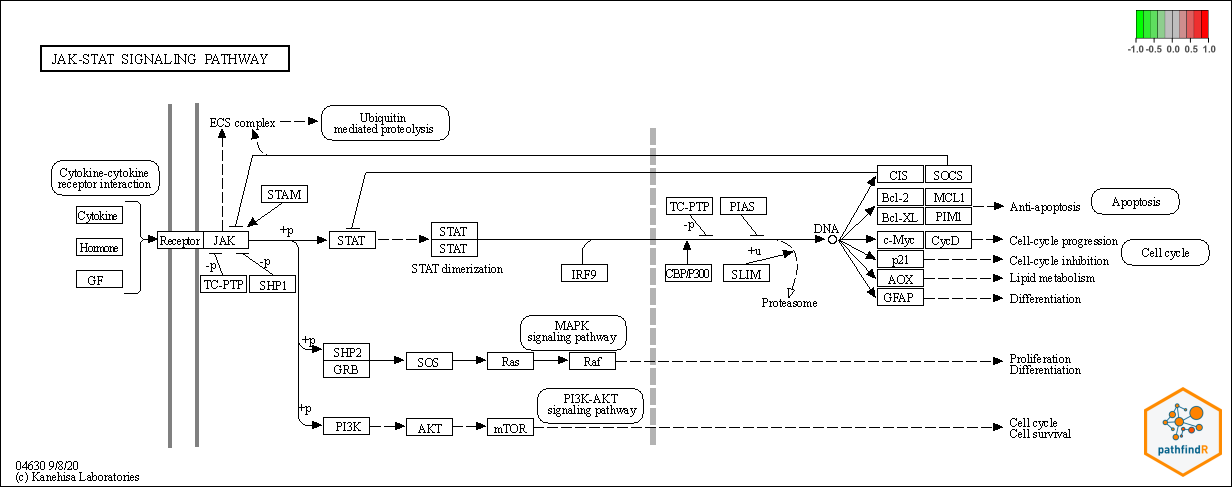 JAK-STAT SIGNALING PATHWAY
-1.0 -0.5 0.0 0.5 1.0
ECS complex
Ubiquitin
mediated proteolysis
Cytokine-cytokine
receptor interaction
Cytokine
Hormone
GF
Receptor
JAK
STAM
+p
-p
-p
TC-PTP
SHP1
STAT
STAT
STAT
STAT dimerization
IRF9
TC-PTP
PIAS
-p
+u
CBP/P300
SLIM
Proteasome
DNA
CIS
SOCS
Bcl-2
MCL1
Bcl-XL
PIM1
c-Myc
CycD
p21
AOX
GFAP
Anti-apoptosis
Apoptosis
Cell-cycle progression
Cell-cycle inhibition
Cell cycle
Lipid metabolism
Differentiation
+p
SHP2
GRB
SOS
Ras
Raf
MAPK
signaling pathway
Proliferation
Differentiation
+p
PI3K
AKT
mTOR
PI3K-AKT
signaling pathway
Cell cycle
Cell survival
04630 9/8/20
(c) Kanehisa Laboratories
pathfindR